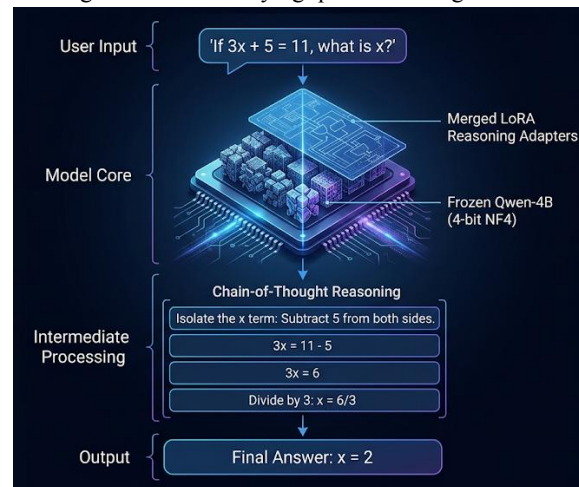 User Input
'If 3x + 5 = 11, what is x?'
Merged LoRA
Reasoning Adapters
Model Core
Frozen Qwen-4B
(4-bit NF4)
Chain-of-Thought Reasoning
Isolate the x term: Subtract 5 from both sides.
3x = 11 - 5
Intermediate
Processing
3x = 6
Divide by 3: x = 6/3
Output
Final Answer: x = 2